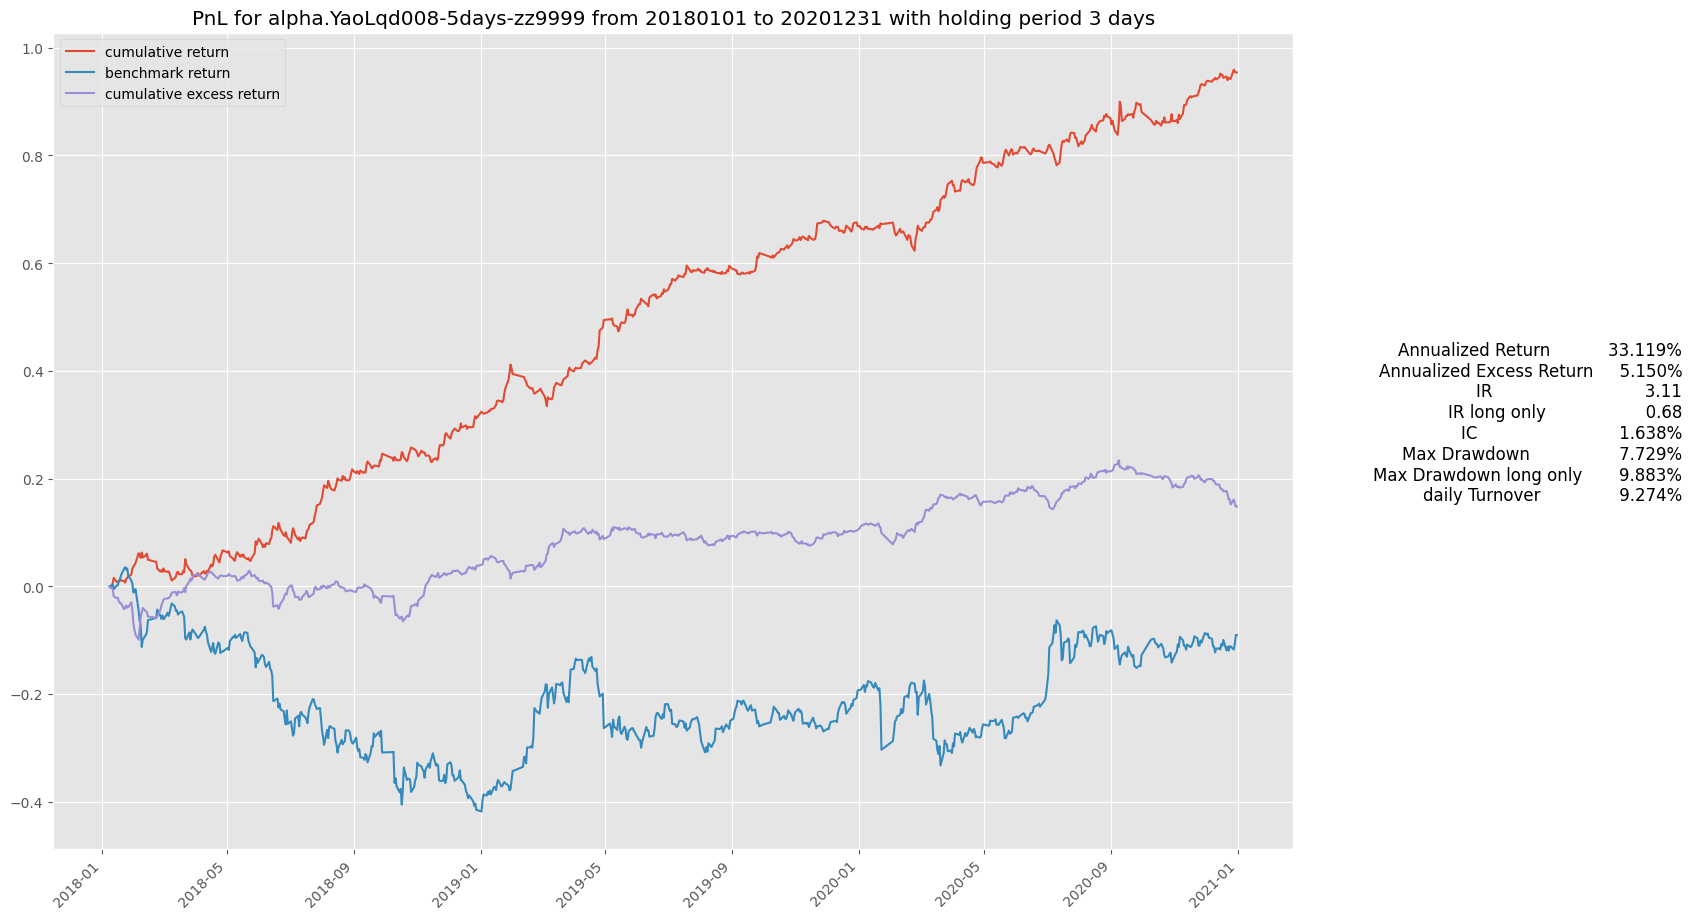 PnL for alpha.YaoLqd008-5days-zz9999 from 20180101 to 20201231 with holding period 3 days
cumulative return
benchmark return
cumulative excess return
1.0
0.8
0.6
0.4
0.2
0.0
−0.2
−0.4
2018-01
2018-05
2018-09
2019-01
2019-05
2019-09
2020-01
2020-05
2020-09
2021-01
Annualized Return 33.119%
Annualized Excess Return 5.150%
IR 3.11
IR long only 0.68
IC 1.638%
Max Drawdown 7.729%
Max Drawdown long only 9.883%
daily Turnover 9.274%